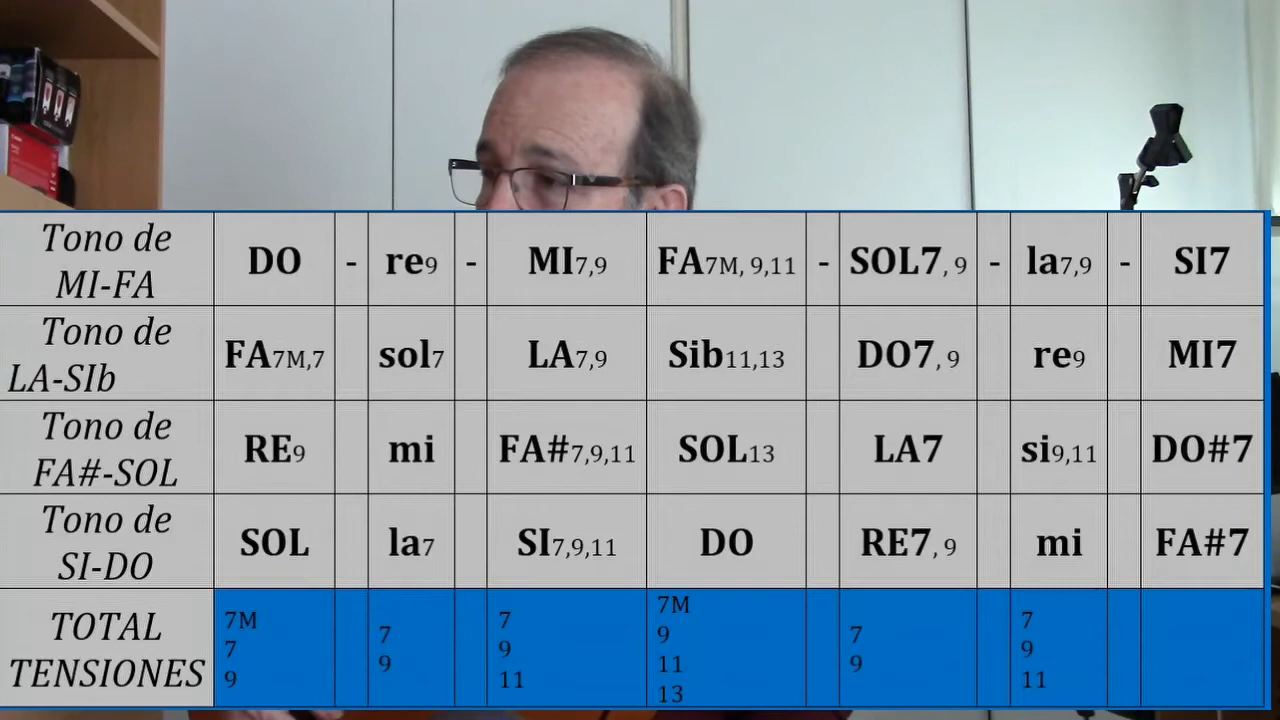 Tono de MI-FA DO - re9 - MI7,9 FA7M, 9,11 - SOL7, 9 - la7,9 - SI7
Tono de LA-SIb FA7M,7 sol7 LA7,9 Sib11,13 DO7, 9 re9 MI7
Tono de FA#-SOL RE9 mi FA#7,9,11 SOL13 LA7 si9,11 DO#7
Tono de SI-DO SOL la7 SI7,9,11 DO RE7, 9 mi FA#7
TOTAL TENSIONES
7M
7
9
7
9
7
9
11
7M
9
11
13
7
9
7
9
11